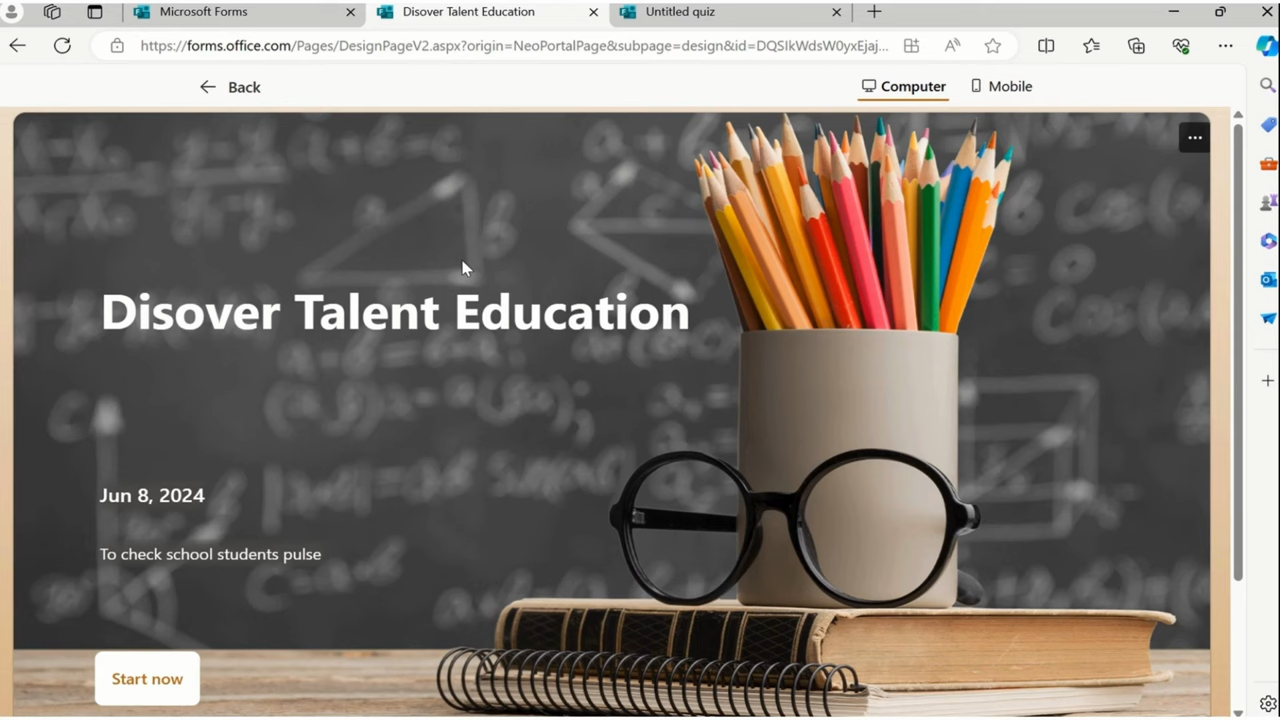 Microsoft Forms
Disover Talent Education
Untitled quiz
https://forms.office.com/Pages/DesignPageV2.aspx?origin=NeoPortalPage&subpage=design&id=DQSIkWdsW0yxEjaj...
Back
Computer
Mobile
Disover Talent Education
Jun 8, 2024
To check school students pulse
Start now